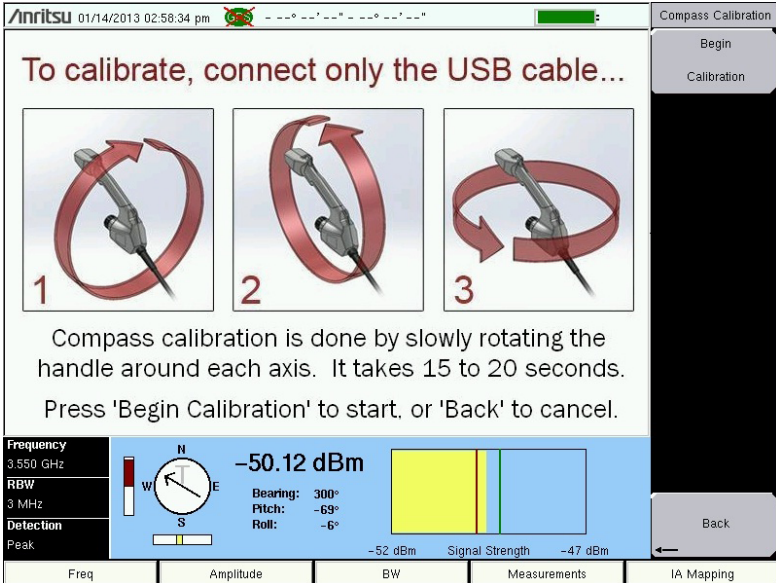 Anritsu 01/14/2013 02:58:34 pm GPS - --° --'--" - --° --'--"
Compass Calibration
Begin
Calibration
To calibrate, connect only the USB cable...
1
2
3
Compass calibration is done by slowly rotating the
handle around each axis. It takes 15 to 20 seconds.
Press 'Begin Calibration' to start, or 'Back' to cancel.
Frequency
3.550 GHz
RBW
3 MHz
Detection
Peak
N
W
E
S
-50.12 dBm
Bearing: 300°
Pitch: -69°
Roll: -6°
-52 dBm Signal Strength -47 dBm
Back
Freq
Amplitude
BW
Measurements
IA Mapping